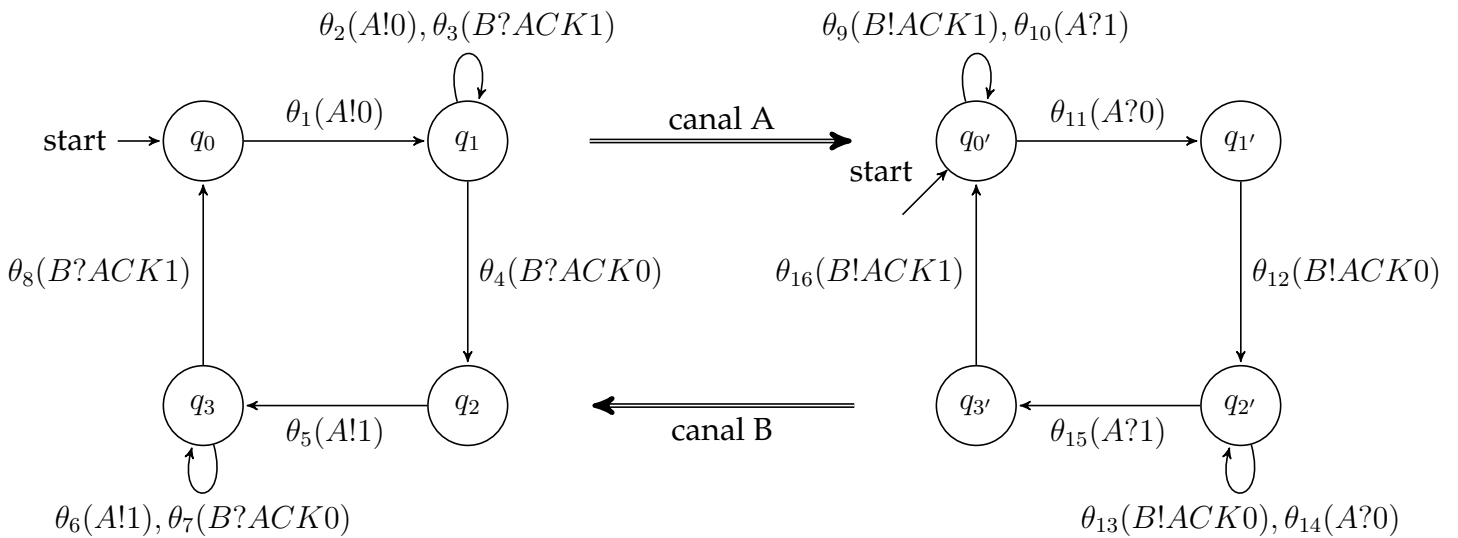 θ₂(A!0), θ₃(B?ACK1)
θ₉(B!ACK1), θ₁₀(A?1)
start
q₀
θ₁(A!0)
q₁
canal A
q₀′
θ₁₁(A?0)
q₁′
start
θ₈(B?ACK1)
θ₄(B?ACK0)
θ₁₆(B!ACK1)
θ₁₂(B!ACK0)
q₃
θ₅(A!1)
q₂
canal B
q₃′
θ₁₅(A?1)
q₂′
θ₆(A!1), θ₇(B?ACK0)
θ₁₃(B!ACK0), θ₁₄(A?0)